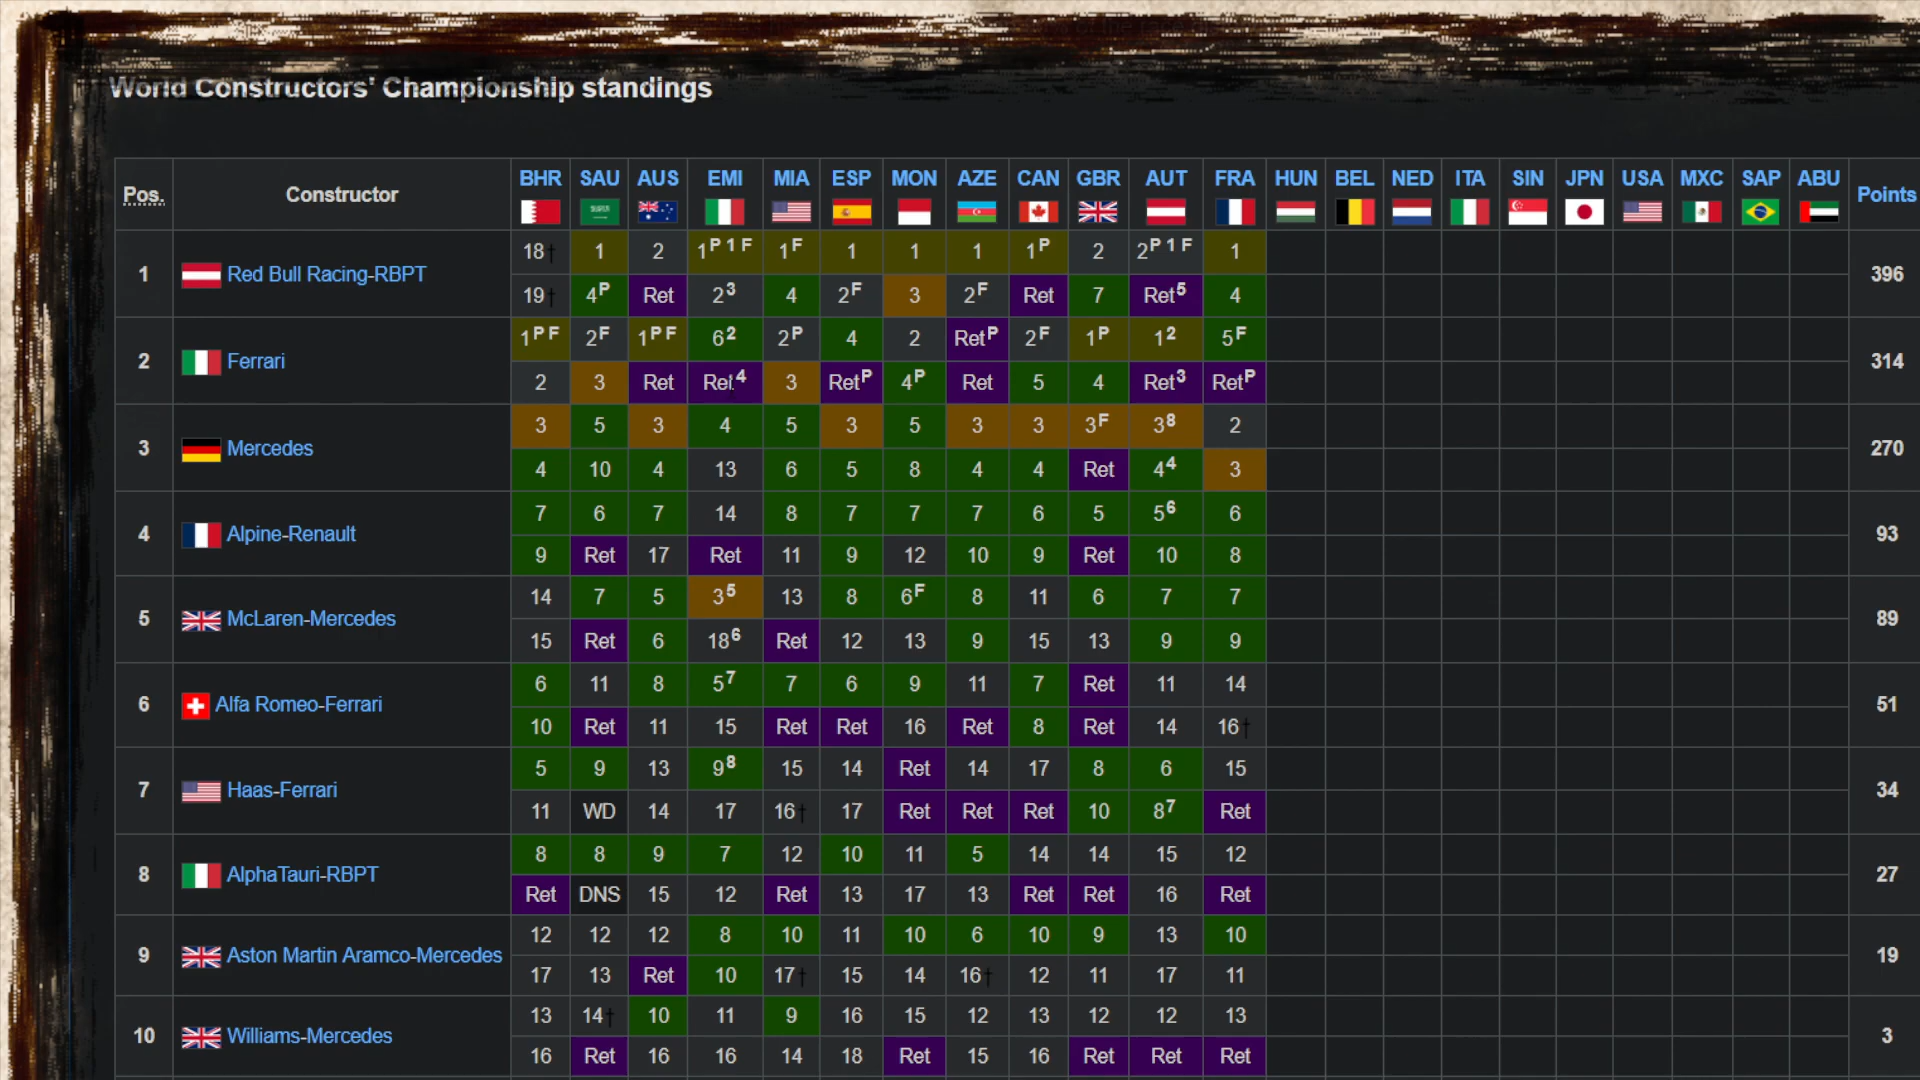 World Constructors' Championship standings
Pos. Constructor BHR SAU AUS EMI MIA ESP MON AZE CAN GBR AUT FRA HUN BEL NED ITA SIN JPN USA MXC SAP ABU Points
1 Red Bull Racing-RBPT 396
18† 1 2 1P 1 F 1F 1 1 1 1P 2 2P 1 F 1
19† 4P Ret 2³ 4 2F 3 2F Ret 7 Ret⁵ 4
2 Ferrari 314
1P F 2F 1P F 6² 2P 4 2 RetP 2F 1P 1² 5F
2 3 Ret Ret⁴ 3 RetP 4P Ret 5 4 Ret³ RetP
3 Mercedes 270
3 5 3 4 5 3 5 3 3 3F 3⁸ 2
4 10 4 13 6 5 8 4 4 Ret 4⁴ 3
4 Alpine-Renault 93
7 6 7 14 8 7 7 7 6 5 5⁶ 6
9 Ret 17 Ret 11 9 12 10 9 Ret 10 8
5 McLaren-Mercedes 89
14 7 5 3⁵ 13 8 6F 8 11 6 7 7
15 Ret 6 18⁶ Ret 12 13 9 15 13 9 9
6 Alfa Romeo-Ferrari 51
6 11 8 5⁷ 7 6 9 11 7 Ret 11 14
10 Ret 11 15 Ret Ret 16 Ret 8 Ret 14 16†
7 Haas-Ferrari 34
5 9 13 9⁸ 15 14 Ret 14 17 8 6 15
11 WD 14 17 16† 17 Ret Ret Ret 10 8⁷ Ret
8 AlphaTauri-RBPT 27
8 8 9 7 12 10 11 5 14 14 15 12
Ret DNS 15 12 Ret 13 17 13 Ret Ret 16 Ret
9 Aston Martin Aramco-Mercedes 19
12 12 12 8 10 11 10 6 10 9 13 10
17 13 Ret 10 17† 15 14 16† 12 11 17 11
10 Williams-Mercedes 3
13 14† 10 11 9 16 15 12 13 12 12 13
16 Ret 16 16 14 18 Ret 15 16 Ret Ret Ret